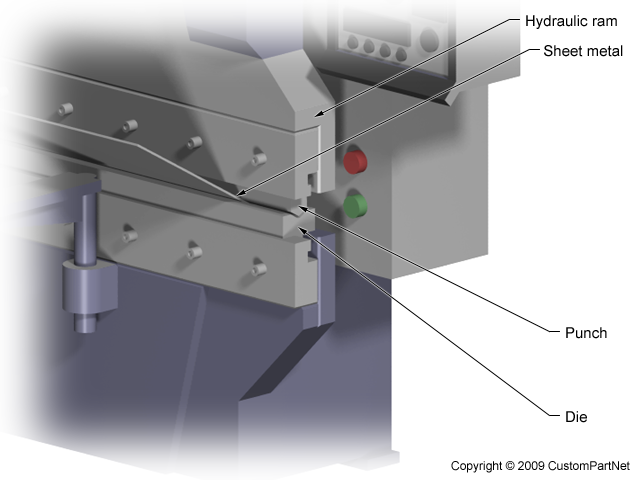 Hydraulic ram
Sheet metal
Punch
Die
Copyright © 2009 CustomPartNet